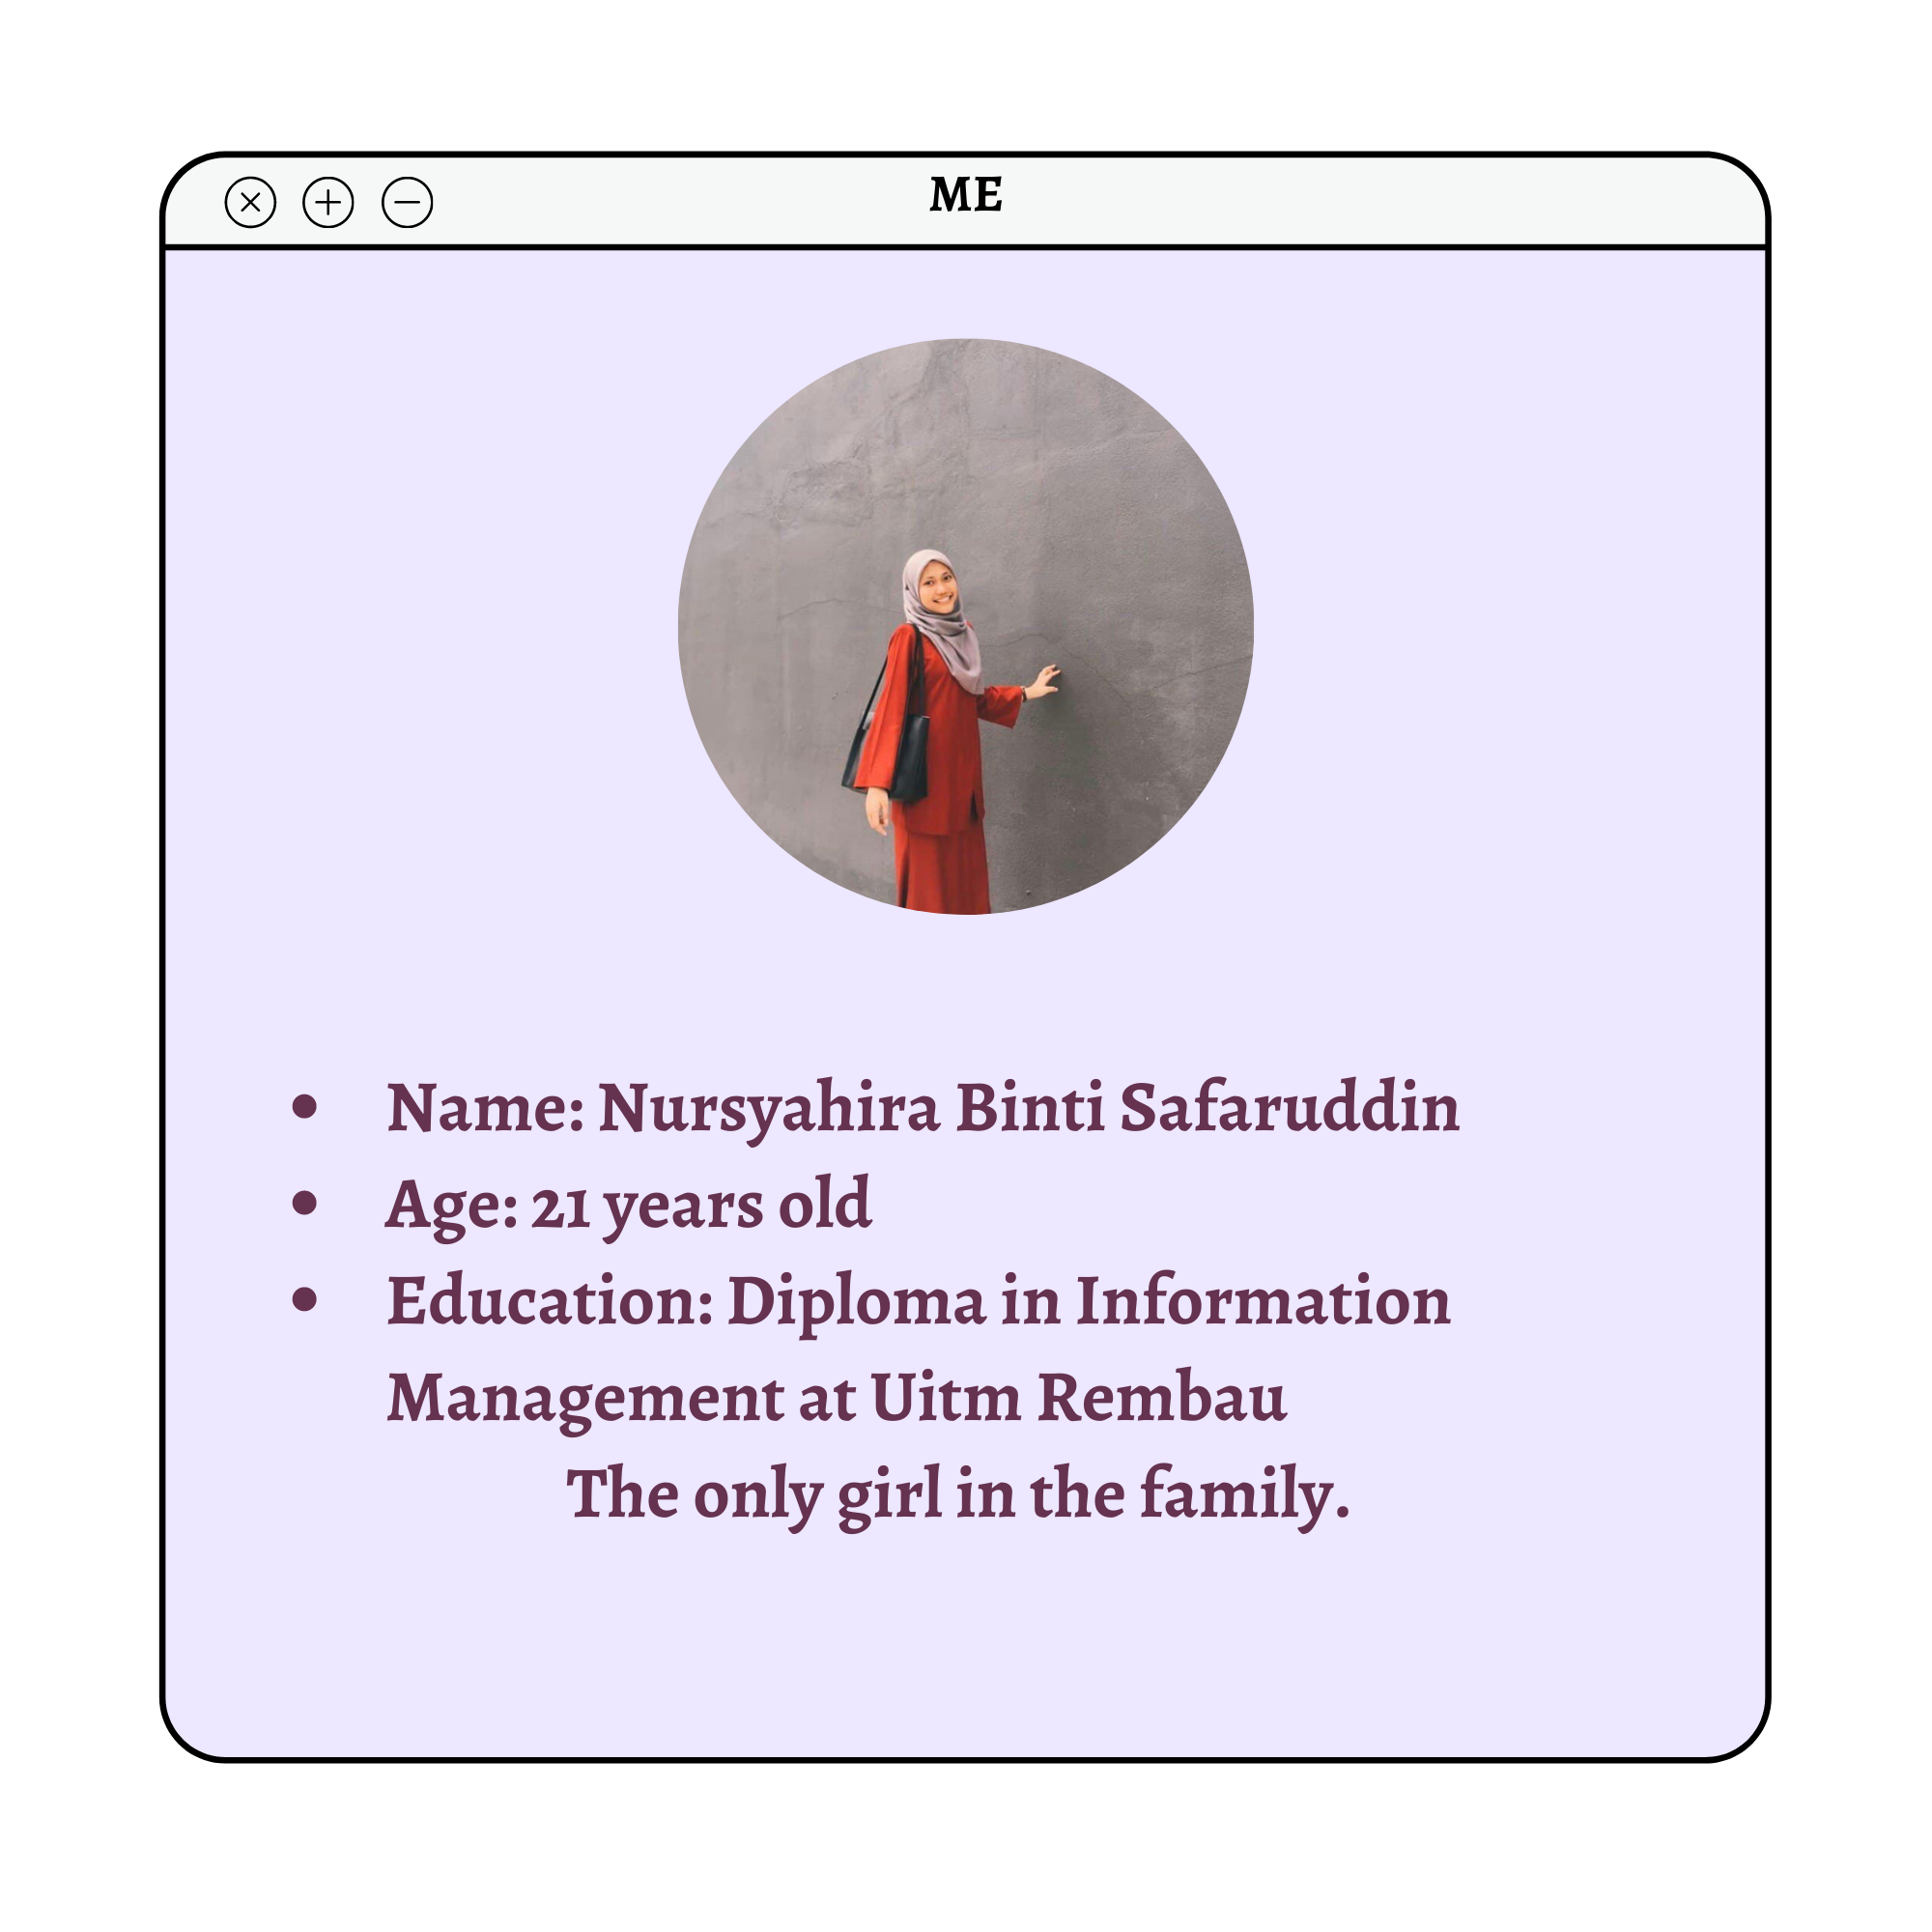 ME
• Name: Nursyahira Binti Safaruddin
• Age: 21 years old
• Education: Diploma in Information
Management at Uitm Rembau
The only girl in the family.